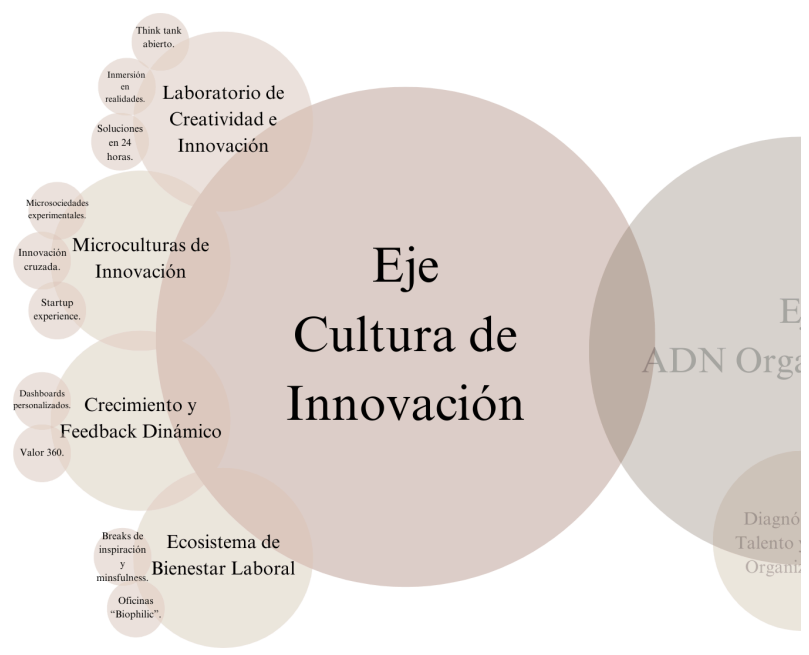 Think tank
abierto.
Inmersión
en
realidades.
Soluciones
en 24
horas.
Laboratorio de
Creatividad e
Innovación
Microsociedades
experimentales.
Innovación
cruzada.
Startup
experience.
Microculturas de
Innovación
Dashboards
personalizados.
Valor 360.
Crecimiento y
Feedback Dinámico
Breaks de
inspiración
y
minsfulness.
Oficinas
“Biophilic”.
Ecosistema de
Bienestar Laboral
Eje
Cultura de
Innovación
ADN
Talento